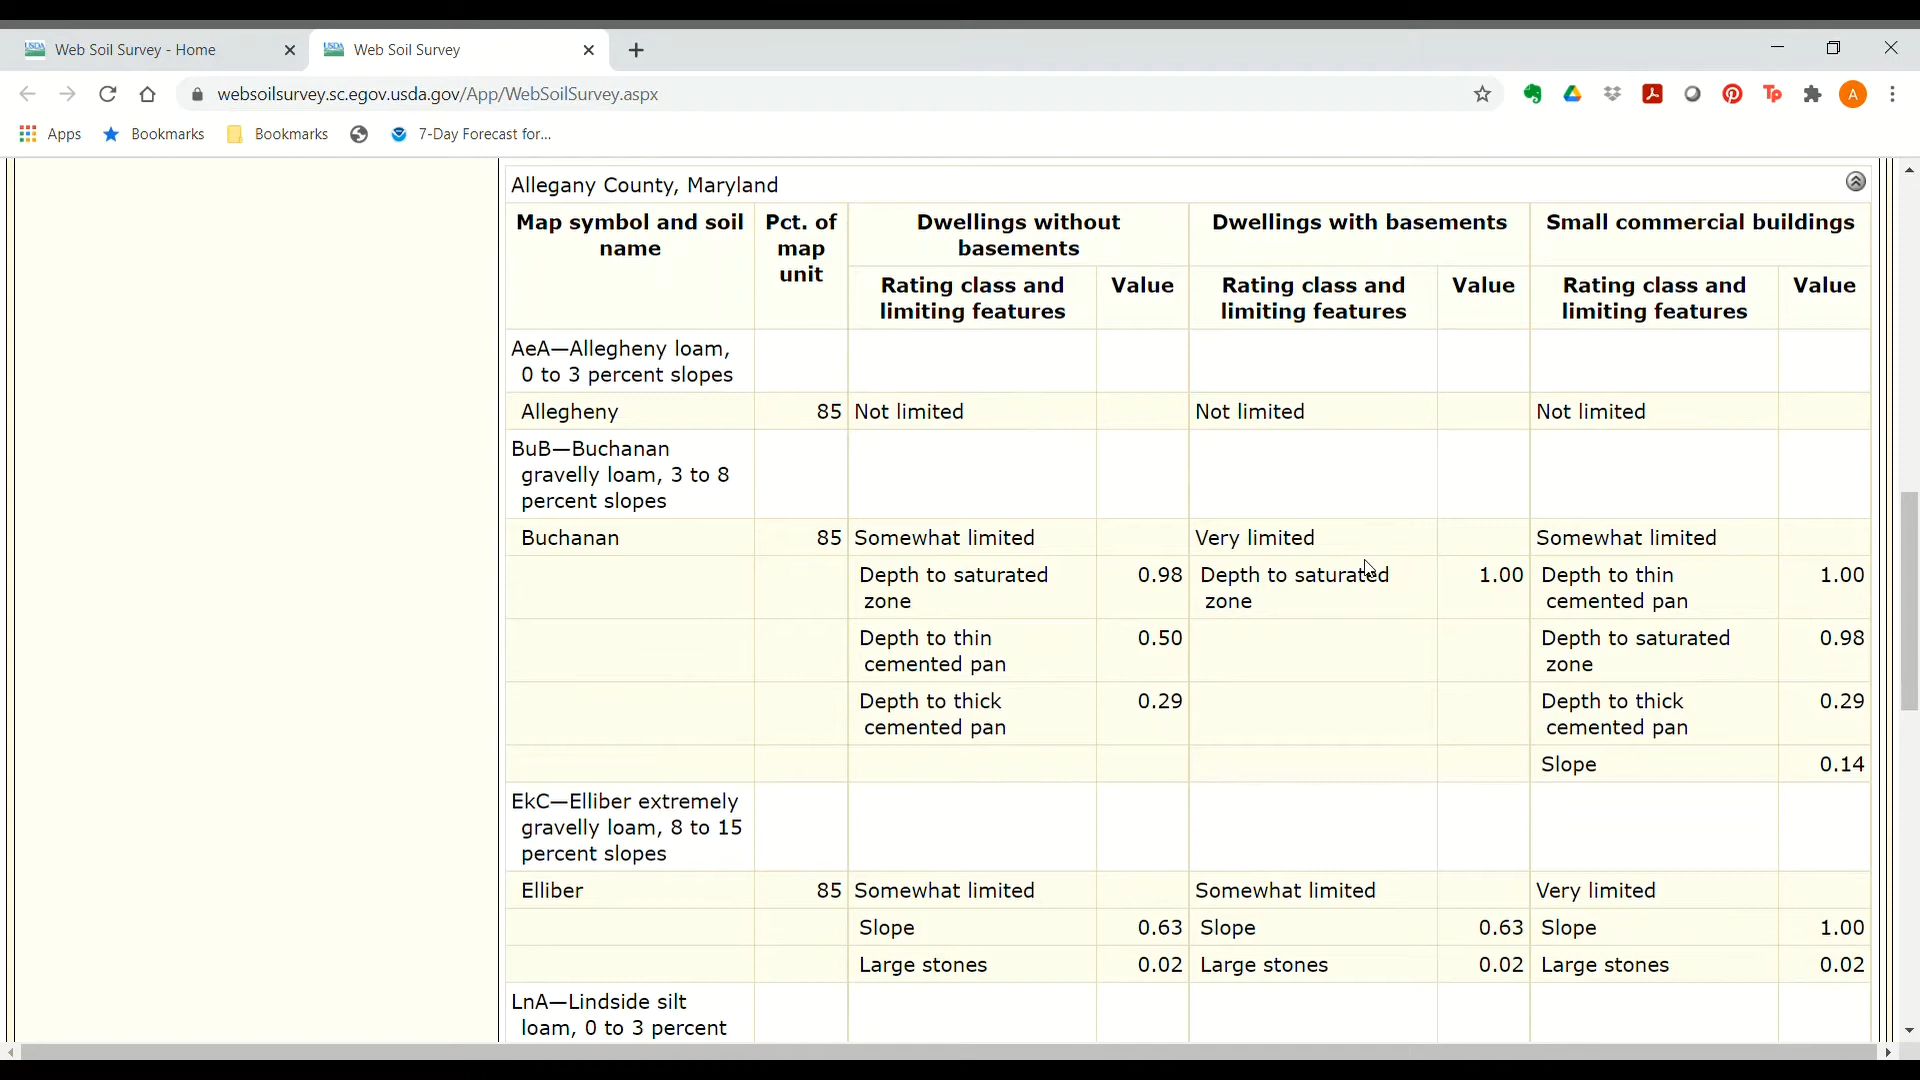 Web Soil Survey - Home
Web Soil Survey
websoilsurvey.sc.egov.usda.gov/App/WebSoilSurvey.aspx
A
Apps
Bookmarks
Bookmarks
7-Day Forecast for...
Allegany County, Maryland
Map symbol and soil
name
Pct. of
map
unit
Dwellings without
basements
Dwellings with basements
Small commercial buildings
Rating class and
limiting features
Value
Rating class and
limiting features
Value
Rating class and
limiting features
Value
AeA—Allegheny loam,
0 to 3 percent slopes
Allegheny 85 Not limited Not limited Not limited
BuB—Buchanan
gravelly loam, 3 to 8
percent slopes
Buchanan 85 Somewhat limited Very limited Somewhat limited
Depth to saturated
zone
0.98
Depth to saturated
zone
1.00
Depth to thin
cemented pan
1.00
Depth to thin
cemented pan
0.50
Depth to saturated
zone
0.98
Depth to thick
cemented pan
0.29
Depth to thick
cemented pan
0.29
Slope 0.14
EkC—Elliber extremely
gravelly loam, 8 to 15
percent slopes
Elliber 85 Somewhat limited Somewhat limited Very limited
Slope 0.63 Slope 0.63 Slope 1.00
Large stones 0.02 Large stones 0.02 Large stones 0.02
LnA—Lindside silt
loam, 0 to 3 percent